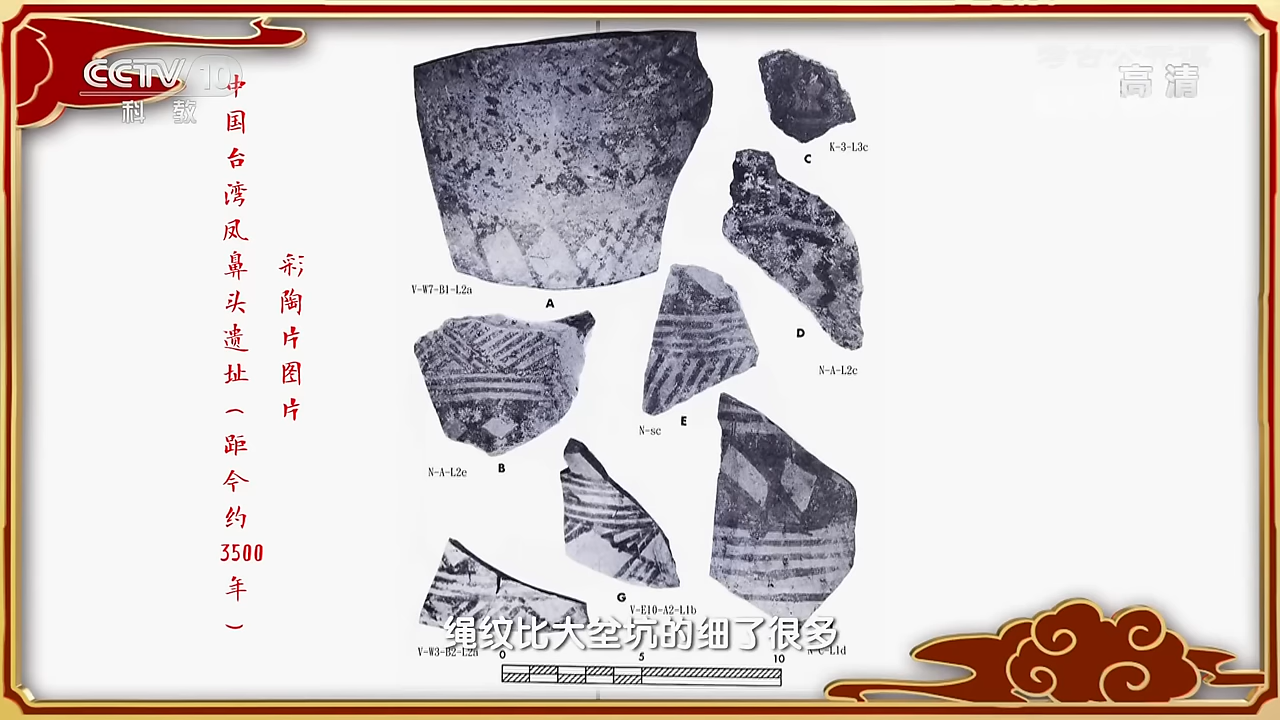 CCTV 10
科 教
高清
中国台湾凤鼻头遗址（距今约3500年）
彩陶片图片
K-3-L3c
C
V-W7-B1-L2a
A
D
N-A-L2c
E
N-sc
B
N-A-L2e
G
V-E10-A2-L1b
V-W3-B2-L2a
N-C-L1d
绳纹比大坌坑的细了很多
0 5 10